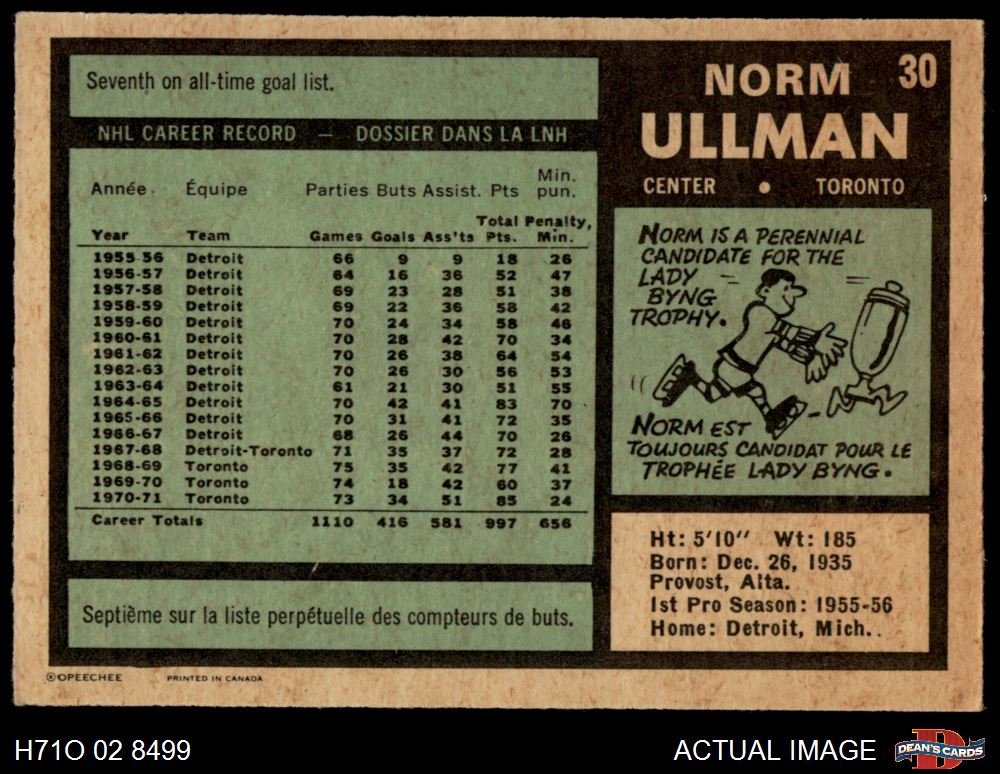 Seventh on all-time goal list.
NHL CAREER RECORD — DOSSIER DANS LA LNH
Année. Équipe Parties Buts Assist. Pts Min. pun.
Year Team Games Goals Ass'ts Total Pts. Penalty, Min.
1955-56 Detroit 66 9 9 18 26
1956-57 Detroit 64 16 36 52 47
1957-58 Detroit 69 23 28 51 38
1958-59 Detroit 69 22 36 58 42
1959-60 Detroit 70 24 34 58 46
1960-61 Detroit 70 28 42 70 34
1961-62 Detroit 70 26 38 64 54
1962-63 Detroit 70 26 30 56 53
1963-64 Detroit 61 21 30 51 55
1964-65 Detroit 70 42 41 83 70
1965-66 Detroit 70 31 41 72 35
1966-67 Detroit 68 26 44 70 26
1967-68 Detroit-Toronto 71 35 37 72 28
1968-69 Toronto 75 35 42 77 41
1969-70 Toronto 74 18 42 60 37
1970-71 Toronto 73 34 51 85 24
Career Totals 1110 416 581 997 656
Septième sur la liste perpétuelle des compteurs de buts.
30
NORM
ULLMAN
CENTER • TORONTO
NORM IS A PERENNIAL
CANDIDATE FOR THE
LADY
BYNG
TROPHY.
NORM EST
TOUJOURS CANDIDAT POUR LE
TROPHÉE LADY BYNG.
Ht: 5'10" Wt: 185
Born: Dec. 26, 1935
Provost, Alta.
1st Pro Season: 1955-56
Home: Detroit, Mich..
©OPEECHEE PRINTED IN CANADA
H71O 02 8499 ACTUAL IMAGE
D
DEAN'S CARDS